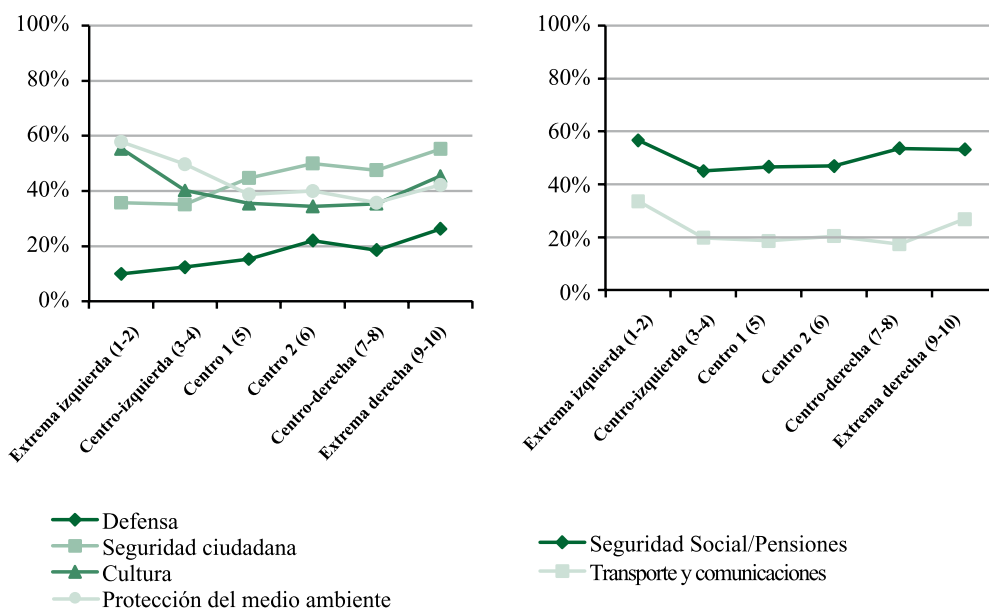 100%
80%
60%
40%
20%
0%
Extrema izquierda (1-2)
Centro-izquierda (3-4)
Centro 1 (5)
Centro 2 (6)
Centro-derecha (7-8)
Extrema derecha (9-10)
Defensa
Seguridad ciudadana
Cultura
Protección del medio ambiente
100%
80%
60%
40%
20%
0%
Extrema izquierda (1-2)
Centro-izquierda (3-4)
Centro 1 (5)
Centro 2 (6)
Centro-derecha (7-8)
Extrema derecha (9-10)
Seguridad Social/Pensiones
Transporte y comunicaciones